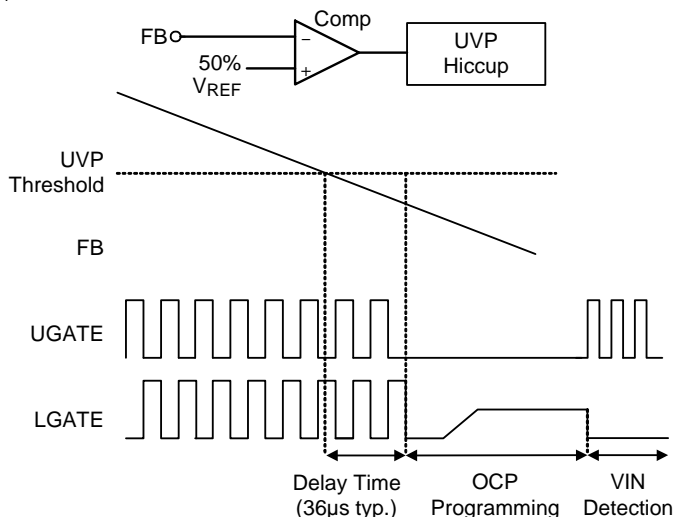 Comp
FB
−
50%
VREF
+
UVP
Hiccup
UVP
Threshold
FB
UGATE
LGATE
Delay Time
(36μs typ.)
OCP
Programming
VIN
Detection